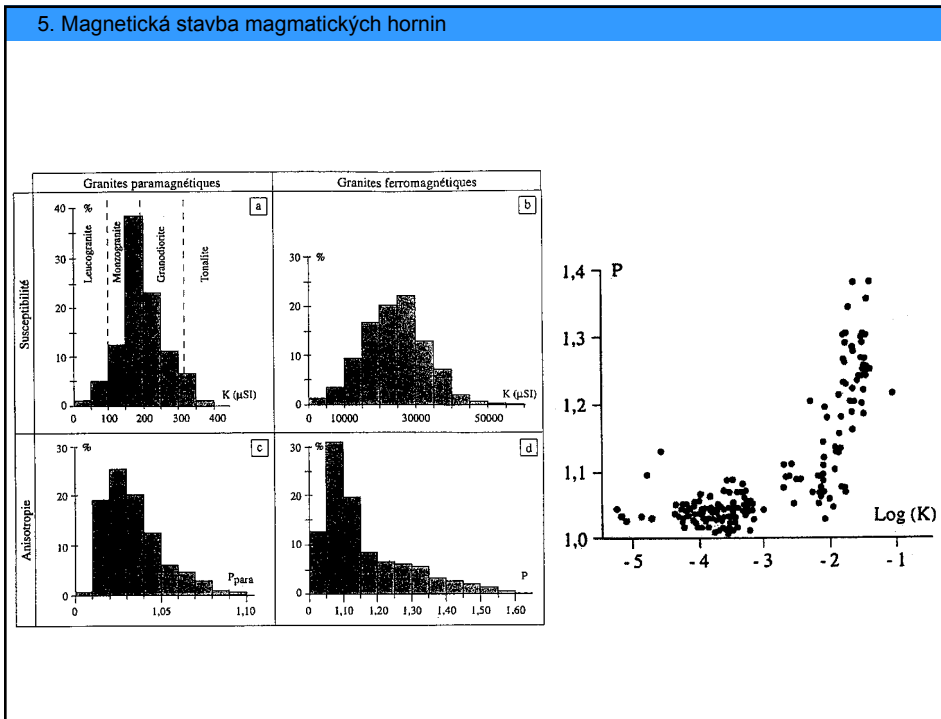 5. Magnetická stavba magmatických hornin
Granites paramagnétiques
Granites ferromagnétiques
Susceptibilité
a
%
40
30
20
10
0
Leucogranite
Monzogranite
Granodiorite
Tonalite
K (µSI)
0 100 200 300 400
b
%
30
20
10
0
K (µSI)
0 10000 30000 50000
Anisotropie
c
%
30
20
10
0
Ppara
0 1,05 1,10
d
%
30
20
10
0
P
0 1,10 1,20 1,30 1,40 1,50 1,60
P
1,4
1,3
1,2
1,1
1,0
Log (K)
-5 -4 -3 -2 -1